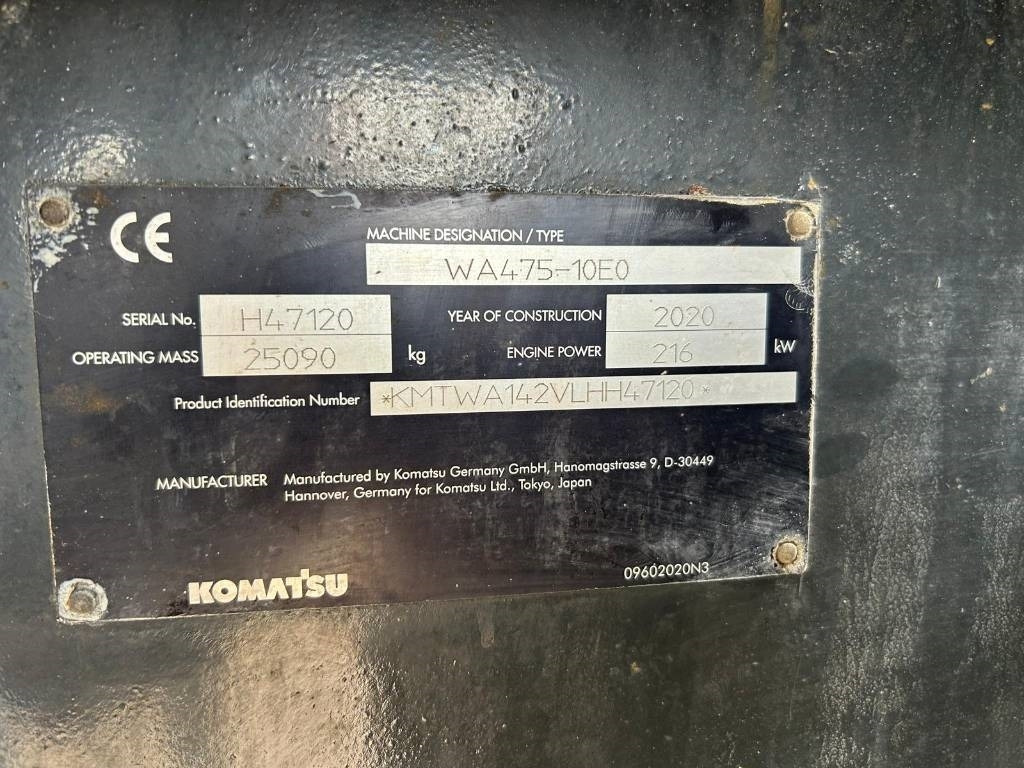 CE
MACHINE DESIGNATION / TYPE
WA475-10E0
SERIAL No. H47120 YEAR OF CONSTRUCTION 2020
OPERATING MASS 25090 kg ENGINE POWER 216 kW
Product Identification Number *KMTWA142VLHH47120*
MANUFACTURER Manufactured by Komatsu Germany GmbH, Hanomagstrasse 9, D-30449
Hannover, Germany for Komatsu Ltd., Tokyo, Japan
KOMATSU 09602020N3